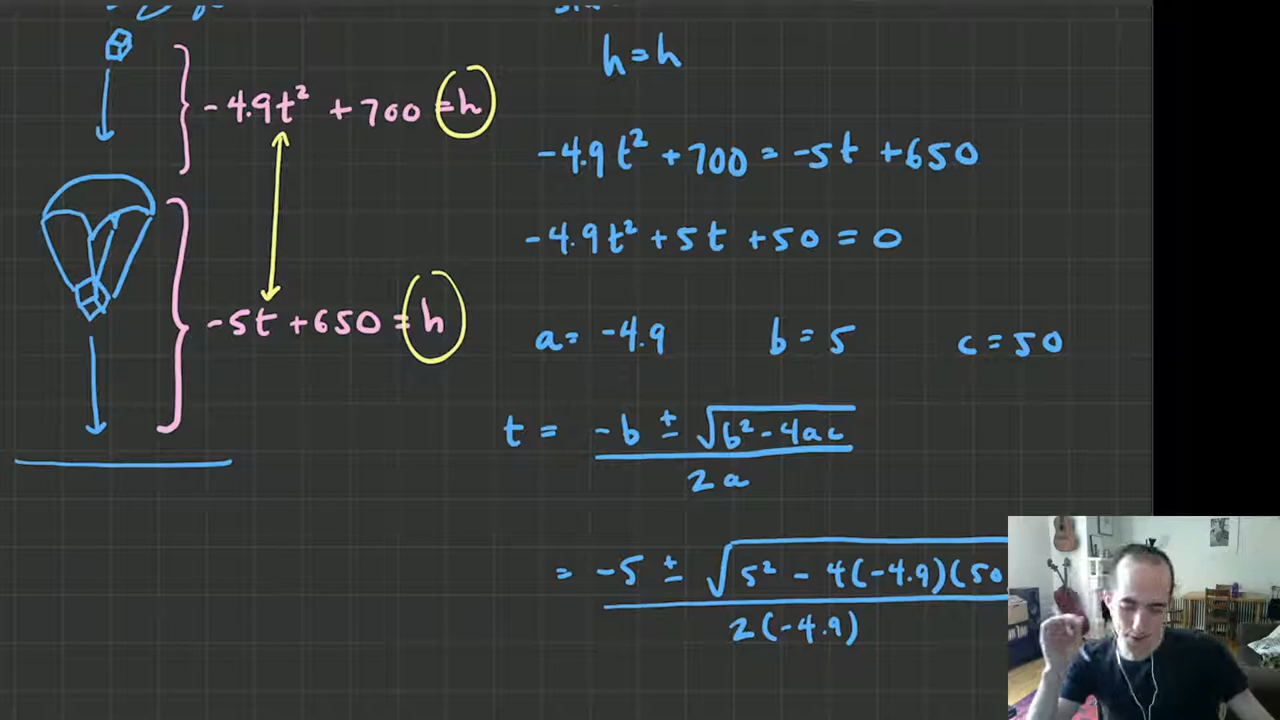 -4.9t² + 700 = h
-5t + 650 = h
h = h
-4.9t² + 700 = -5t + 650
-4.9t² + 5t + 50 = 0
a = -4.9 b = 5 c = 50
t = (-b ± √(b² - 4ac)) / 2a
= (-5 ± √(5² - 4(-4.9)(50 / 2(-4.9)